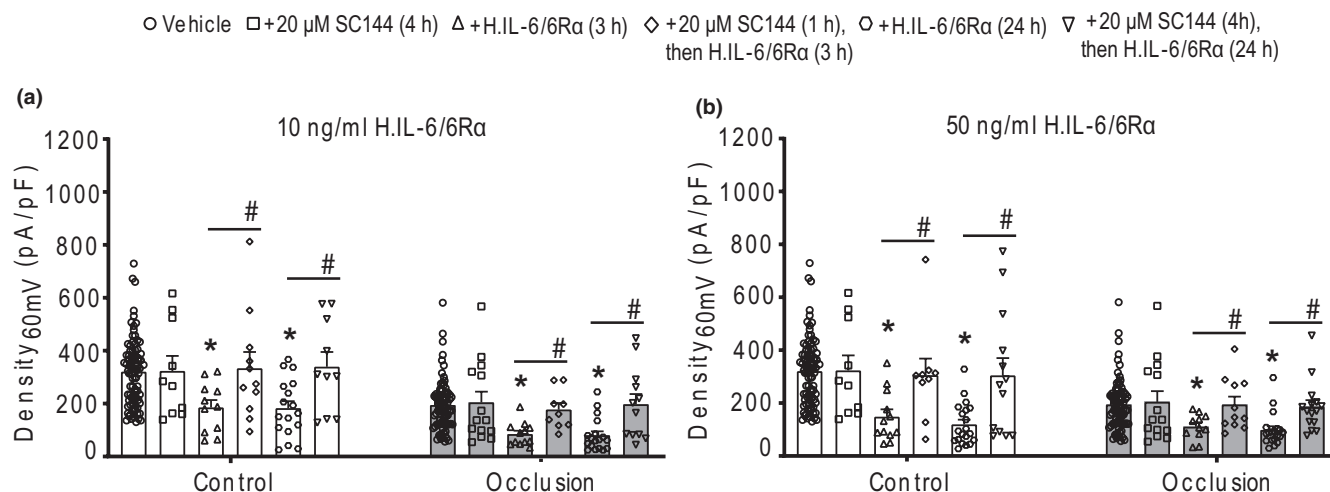 Vehicle +20 µM SC144 (4 h) +H.IL-6/6Rα (3 h) +20 µM SC144 (1 h), +H.IL-6/6Rα (24 h) +20 µM SC144 (4h),
then H.IL-6/6Rα (3 h) then H.IL-6/6Rα (24 h)
(a) (b)
10 ng/ml H.IL-6/6Rα 50 ng/ml H.IL-6/6Rα
Density60mV (pA/pF)
1200
1000
800
600
400
200
0
* # * # * # * #
Control Occlusion
Density60mV (pA/pF)
1200
1000
800
600
400
200
0
* # * # * # * #
Control Occlusion